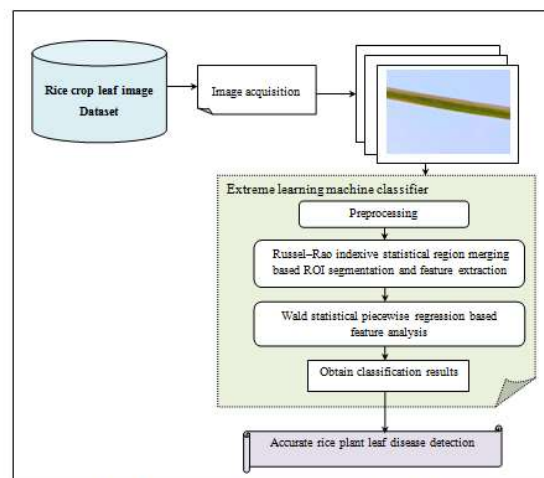 Rice crop leaf image
Dataset
Image acquisition
Extreme learning machine classifier
Preprocessing
Russel–Rao indexive statistical region merging
based ROI segmentation and feature extraction
Wald statistical piecewise regression based
feature analysis
Obtain classification results
Accurate rice plant leaf disease detection